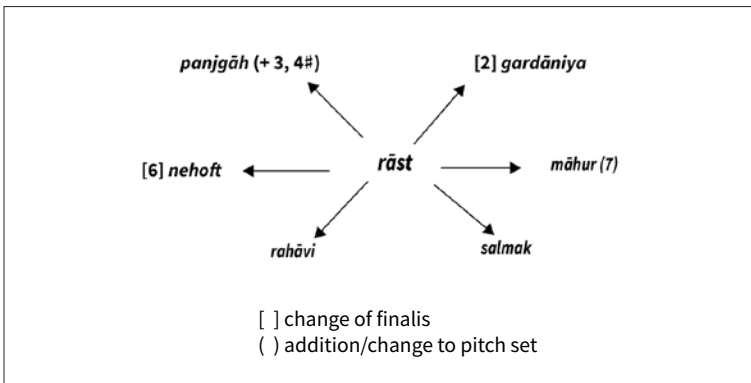 panjgāh (+ 3, 4#)
[2] gardāniya
[6] nehoft
rāst
māhur (7)
rahāvi
salmak
[ ] change of finalis
( ) addition/change to pitch set